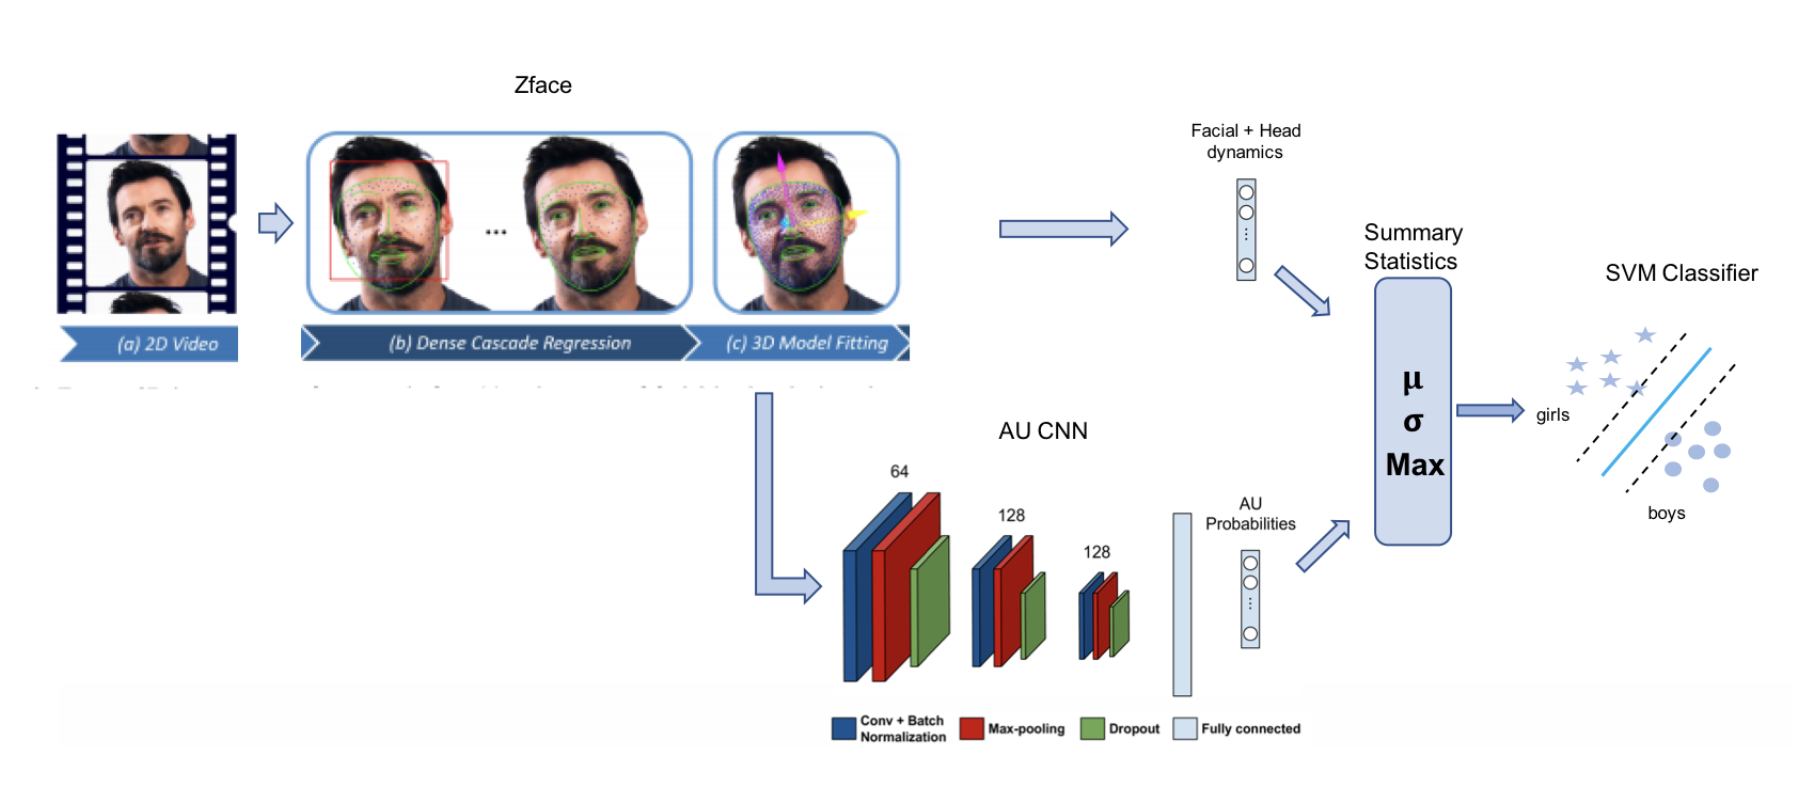 Zface
(a) 2D Video
(b) Dense Cascade Regression
(c) 3D Model Fitting
Facial + Head
dynamics
Summary
Statistics
μ
σ
Max
SVM Classifier
girls
boys
AU CNN
64
128
128
AU
Probabilities
Conv + Batch
Normalization
Max-pooling
Dropout
Fully connected